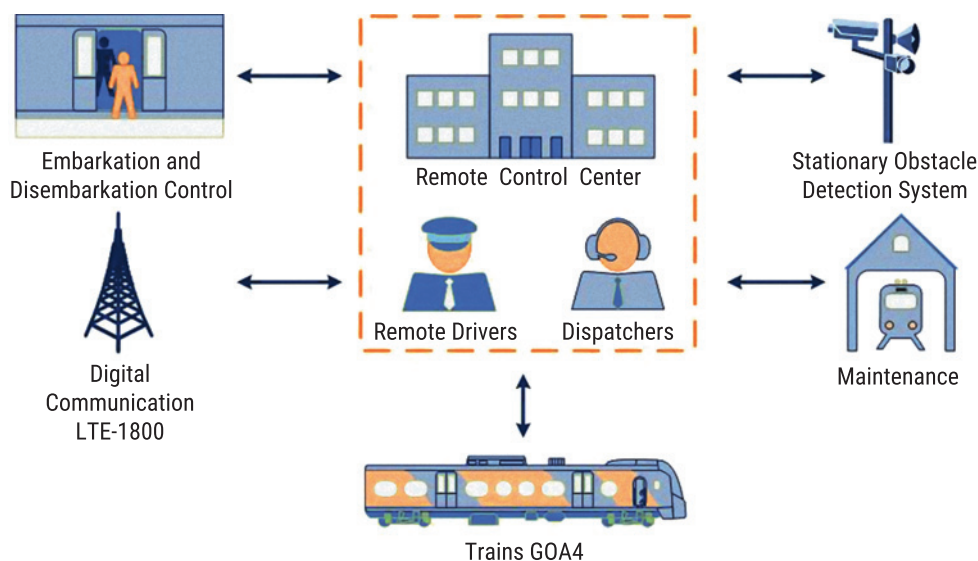 Embarkation and
Disembarkation Control
Remote Control Center
Stationary Obstacle
Detection System
Digital
Communication
LTE-1800
Remote Drivers
Dispatchers
Maintenance
Trains GOA4